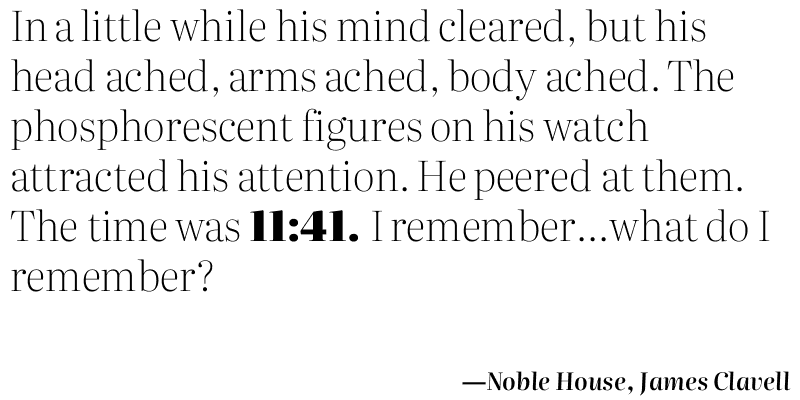 In a little while his mind cleared, but his
head ached, arms ached, body ached. The
phosphorescent figures on his watch
attracted his attention. He peered at them.
The time was 11:41. I remember...what do I
remember?
—Noble House, James Clavell